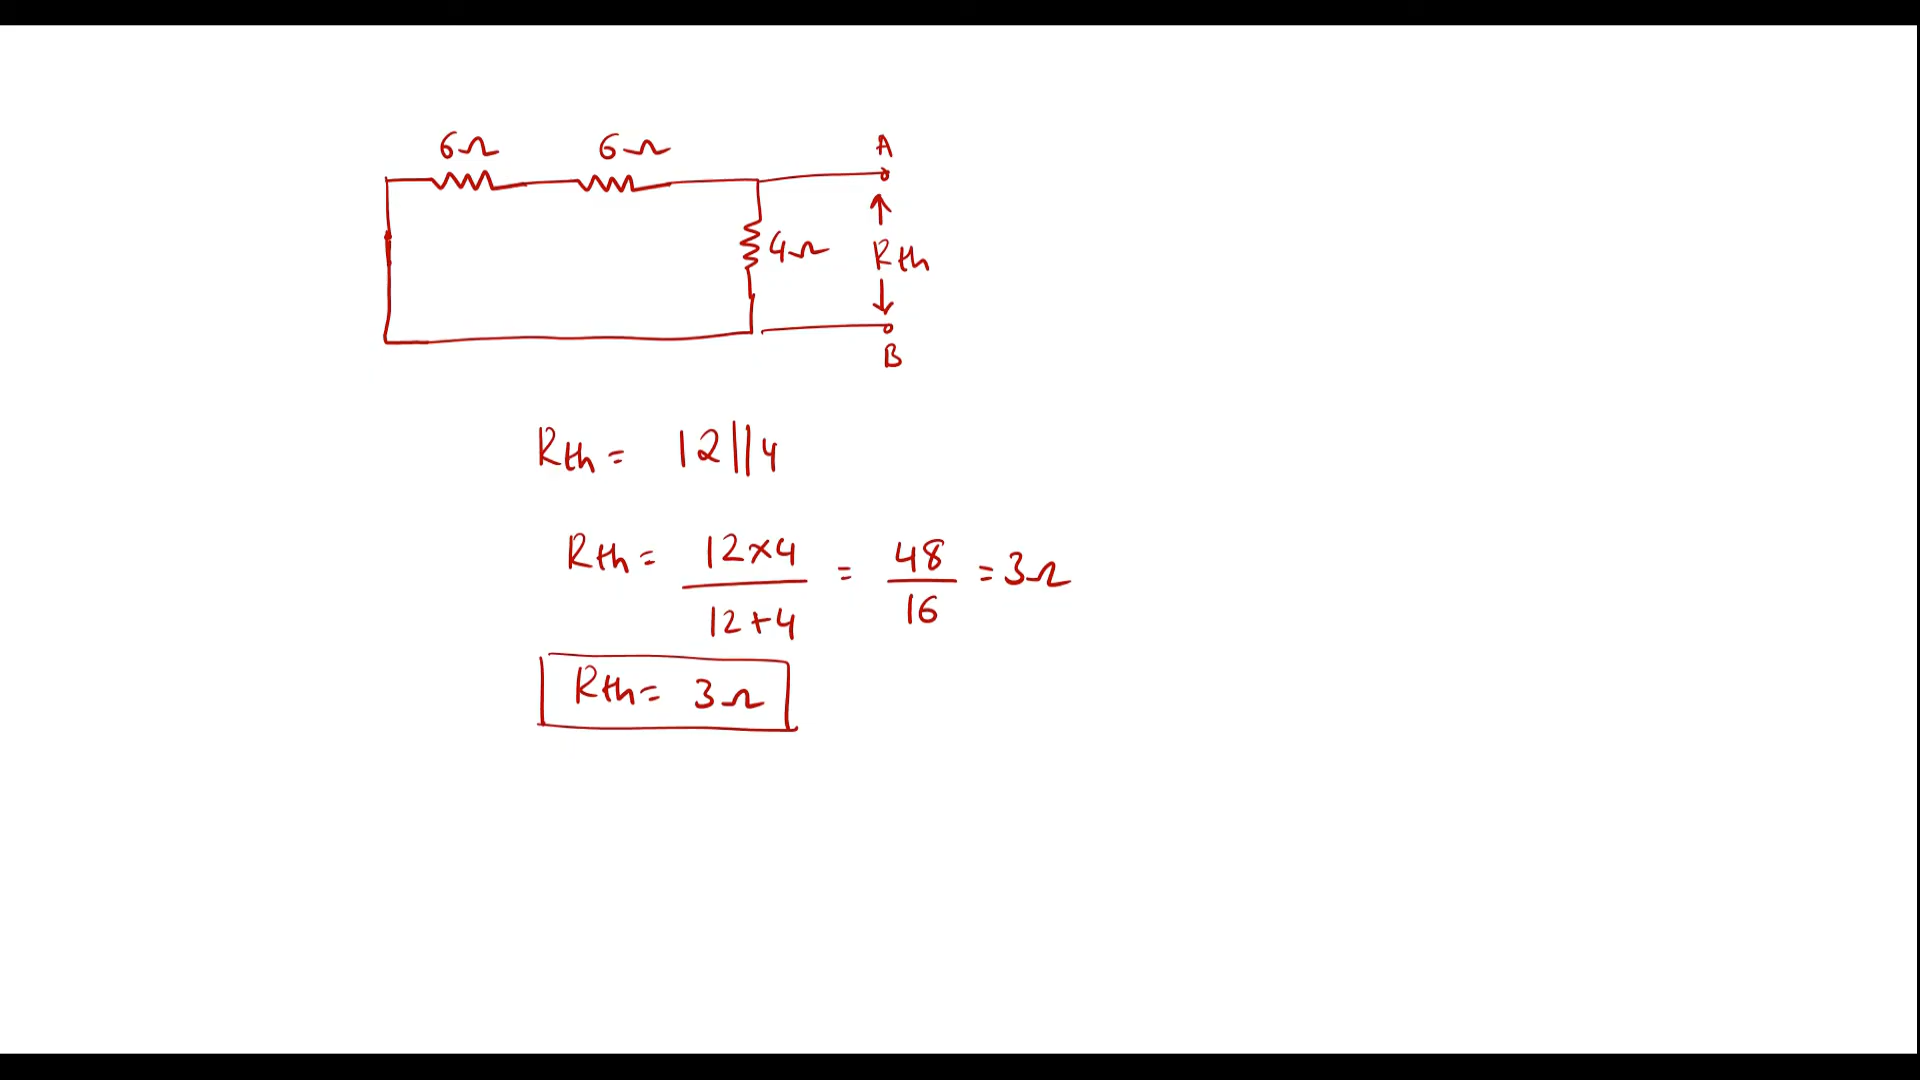 6Ω 6Ω A
4Ω Rth
B
Rth = 12||4
Rth = 12×4 / 12+4 = 48 / 16 = 3Ω
Rth = 3Ω